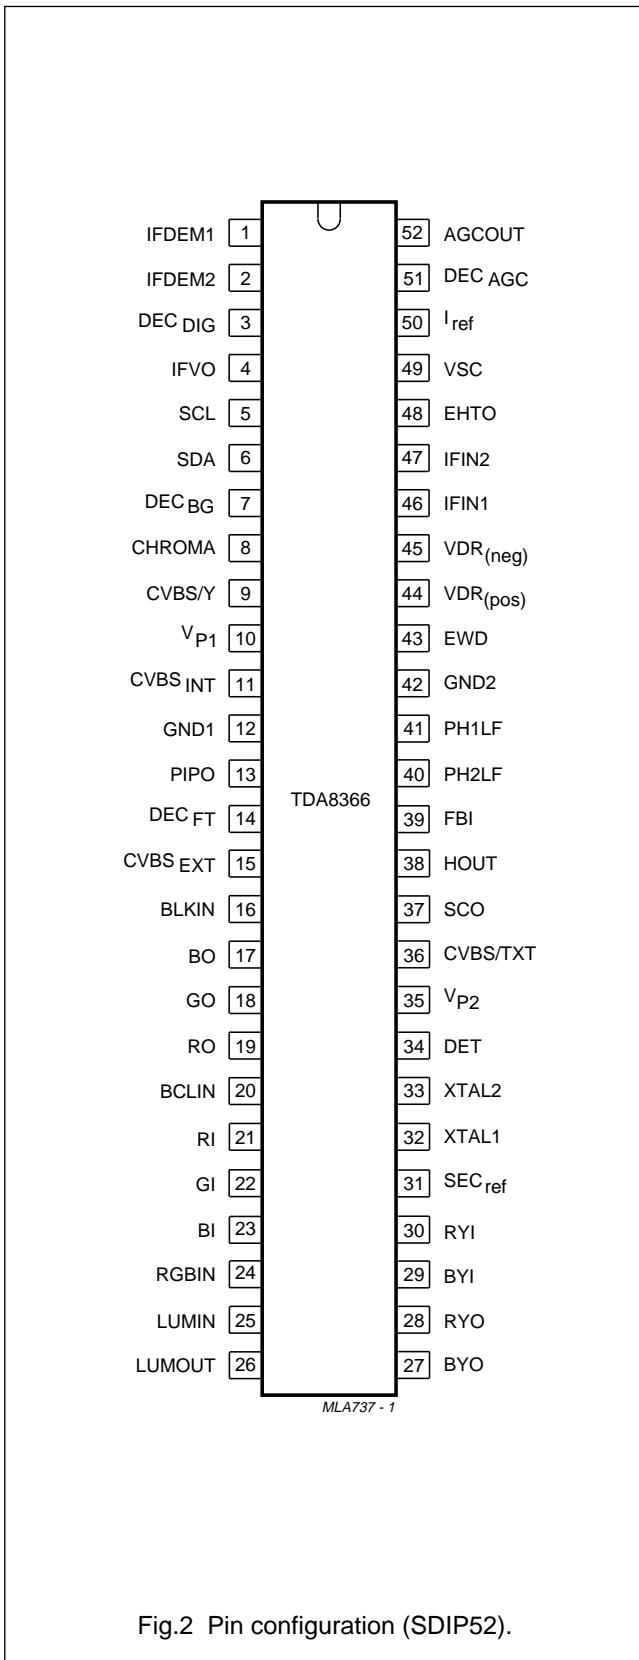 IFDEM1 1 52 AGCOUT
IFDEM2 2 51 DEC AGC
DEC DIG 3 50 I ref
IFVO 4 49 VSC
SCL 5 48 EHTO
SDA 6 47 IFIN2
DEC BG 7 46 IFIN1
CHROMA 8 45 VDR(neg)
CVBS/Y 9 44 VDR(pos)
VP1 10 43 EWD
CVBS INT 11 42 GND2
GND1 12 41 PH1LF
PIPO 13 40 PH2LF
TDA8366
DEC FT 14 39 FBI
CVBS EXT 15 38 HOUT
BLKIN 16 37 SCO
BO 17 36 CVBS/TXT
GO 18 35 VP2
RO 19 34 DET
BCLIN 20 33 XTAL2
RI 21 32 XTAL1
GI 22 31 SECref
BI 23 30 RYI
RGBIN 24 29 BYI
LUMIN 25 28 RYO
LUMOUT 26 27 BYO
MLA737 - 1
Fig.2 Pin configuration (SDIP52).